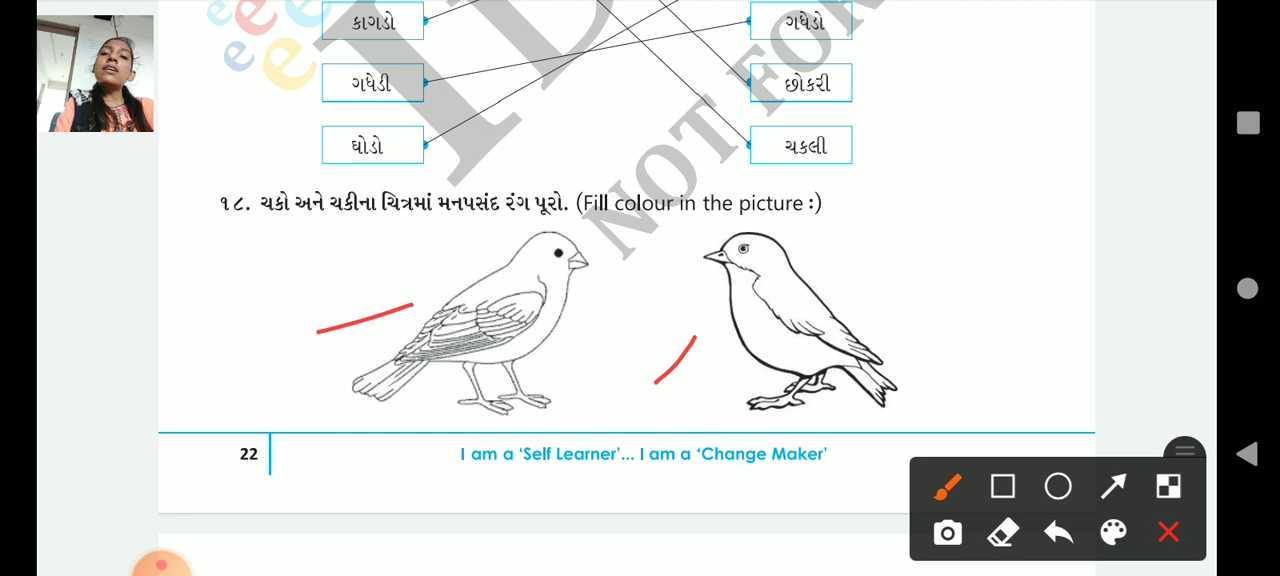 કાગડો
ગધેડો
ગધેડી
છોકરી
ઘોડો
ચકલી
NOT FOR
૧૮. ચકો અને ચકીના ચિત્રમાં મનપસંદ રંગ પૂરો. (Fill colour in the picture :)
22
I am a ‘Self Learner’... I am a ‘Change Maker’